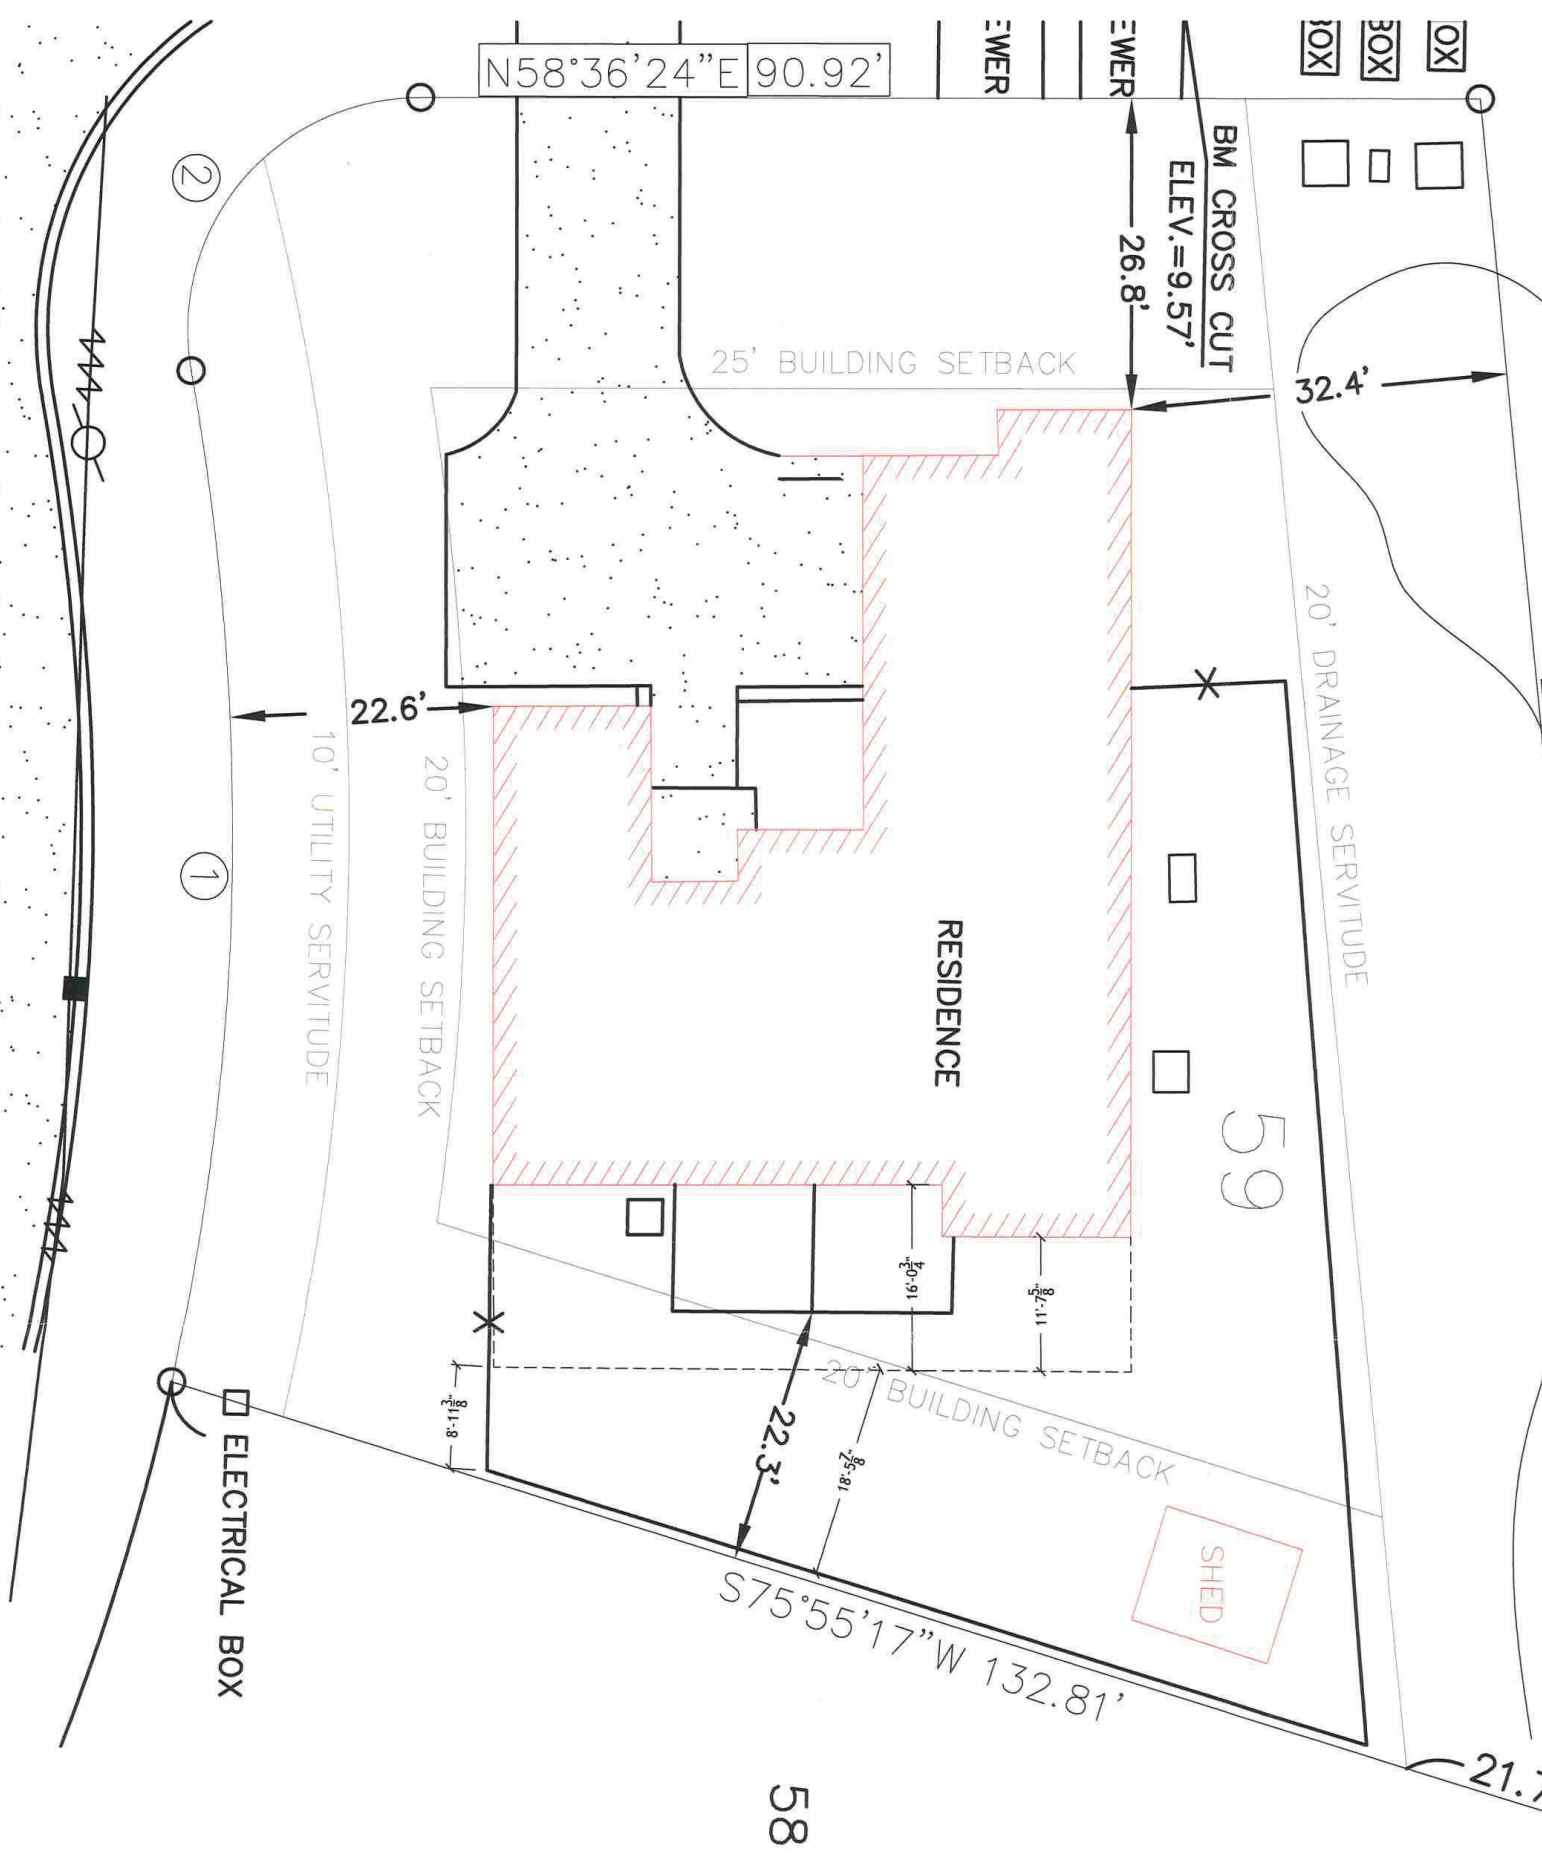 N58°36'24"E 90.92'
EWER
EWER
BOX
BOX
OX
BM CROSS CUT
ELEV.=9.57'
26.8'
32.4'
2
25' BUILDING SETBACK
20' DRAINAGE SERVITUDE
22.6'
10' UTILITY SERVITUDE
20' BUILDING SETBACK
1
RESIDENCE
59
16'-0¾"
11'-7⅝"
8'-11⅜"
22.3'
18'-5⅞"
20' BUILDING SETBACK
SHED
ELECTRICAL BOX
S75°55'17"W 132.81'
21.7
58